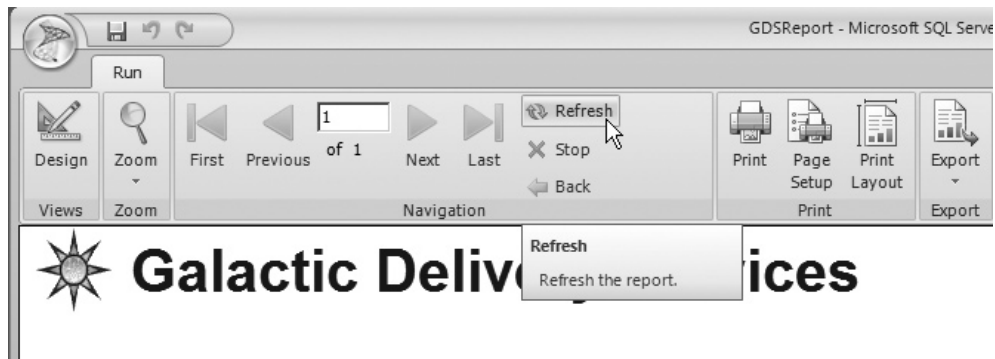 GDSReport - Microsoft SQL Serve
Run
Design
Zoom
First
Previous
1
of 1
Next
Last
Refresh
Stop
Back
Print
Page
Setup
Print
Layout
Export
Views
Zoom
Navigation
Print
Export
Refresh
Refresh the report.
Galactic Deliv
ices